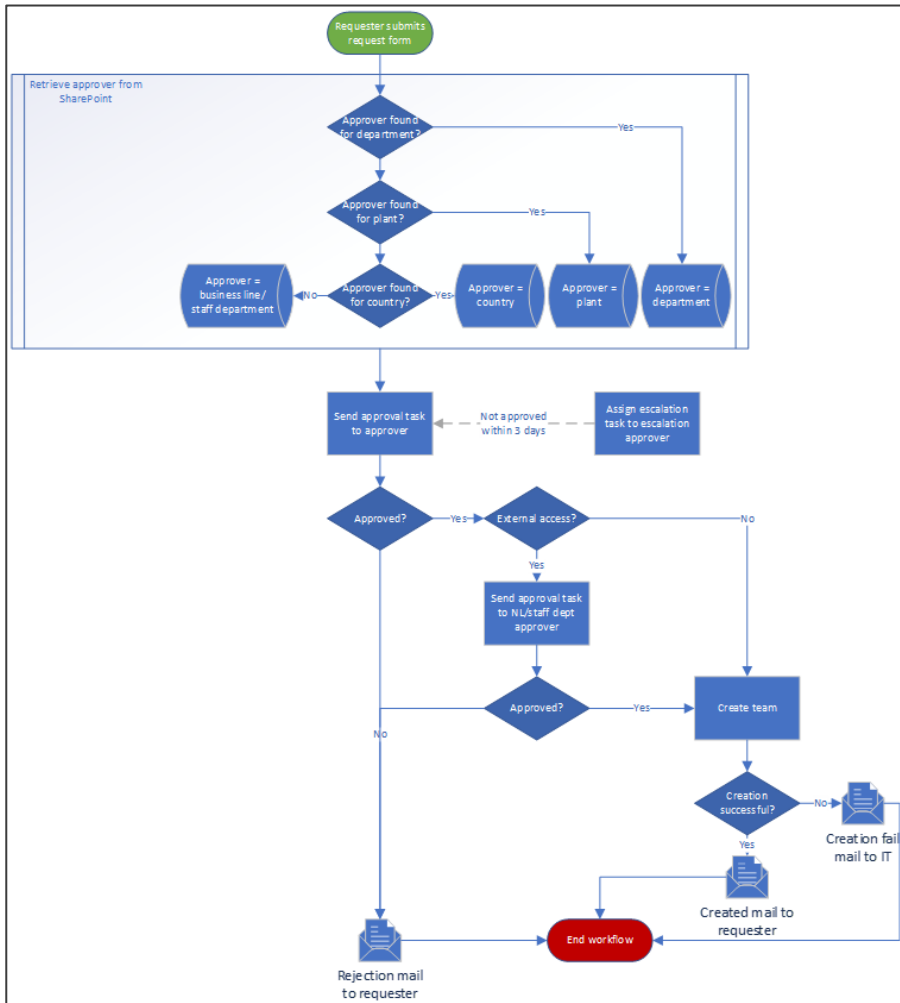 Requester submits
request form
Retrieve approver from
SharePoint
Approver found
for department?
Yes
Approver found
for plant?
Yes
Approver =
business line/
staff department
No
Approver found
for country?
Yes
Approver =
country
Approver =
plant
Approver =
department
Send approval task
to approver
Not approved
within 3 days
Assign escalation
task to escalation
approver
Approved?
Yes
External access?
No
Yes
Send approval task
to NL/staff dept
approver
Approved?
Yes
Create team
No
Creation
successful?
No
Creation fail
mail to IT
Yes
Created mail to
requester
End workflow
Rejection mail
to requester